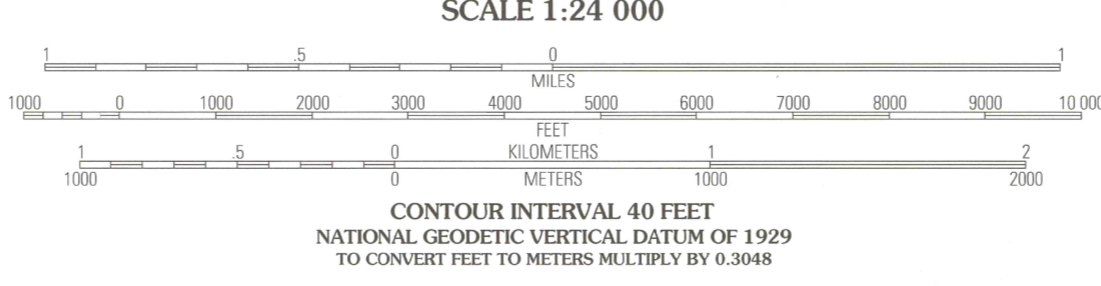 SCALE 1:24 000
1 .5 0 1
MILES
1000 0 1000 2000 3000 4000 5000 6000 7000 8000 9000 10 000
FEET
1 .5 0 KILOMETERS 1 2
1000 0 METERS 1000 2000
CONTOUR INTERVAL 40 FEET
NATIONAL GEODETIC VERTICAL DATUM OF 1929
TO CONVERT FEET TO METERS MULTIPLY BY 0.3048